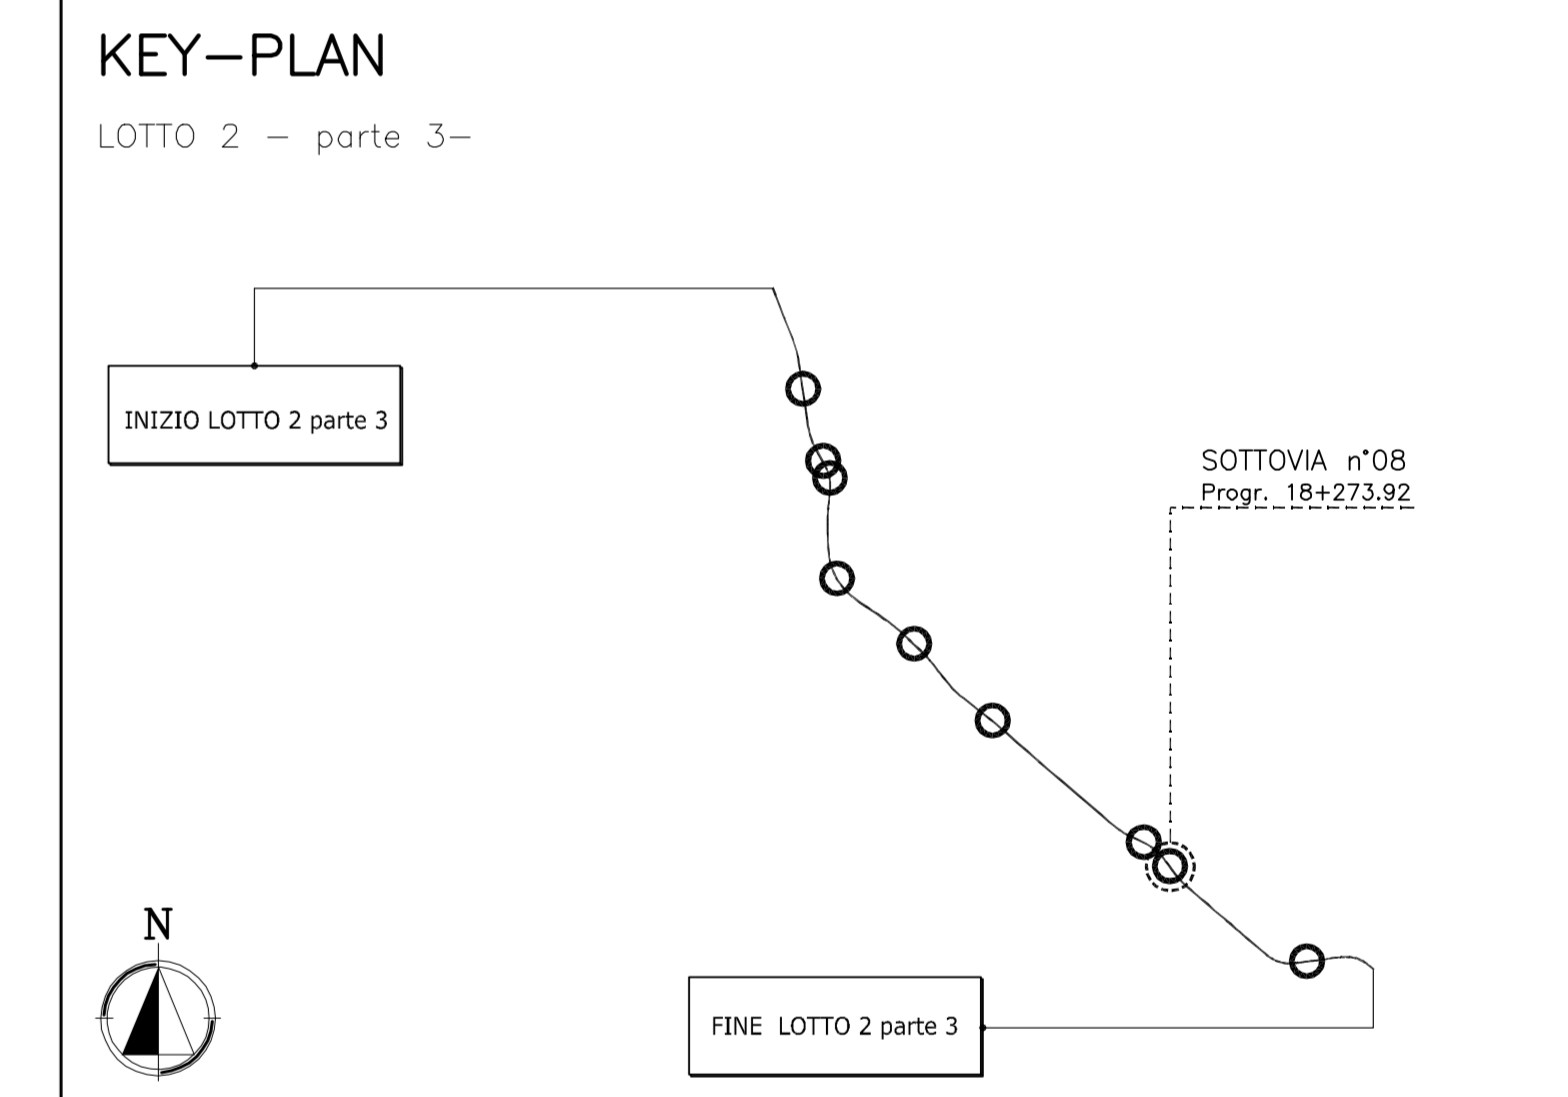 KEY-PLAN
LOTTO 2 - parte 3-
INIZIO LOTTO 2 parte 3
SOTTOVIA n°08
Progr. 18+273.92
N
FINE LOTTO 2 parte 3